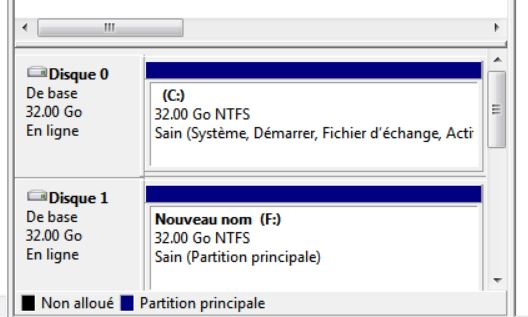 Disque 0
De base
32.00 Go
En ligne
(C:)
32.00 Go NTFS
Sain (Système, Démarrer, Fichier d'échange, Acti
Disque 1
De base
32.00 Go
En ligne
Nouveau nom (F:)
32.00 Go NTFS
Sain (Partition principale)
Non alloué Partition principale